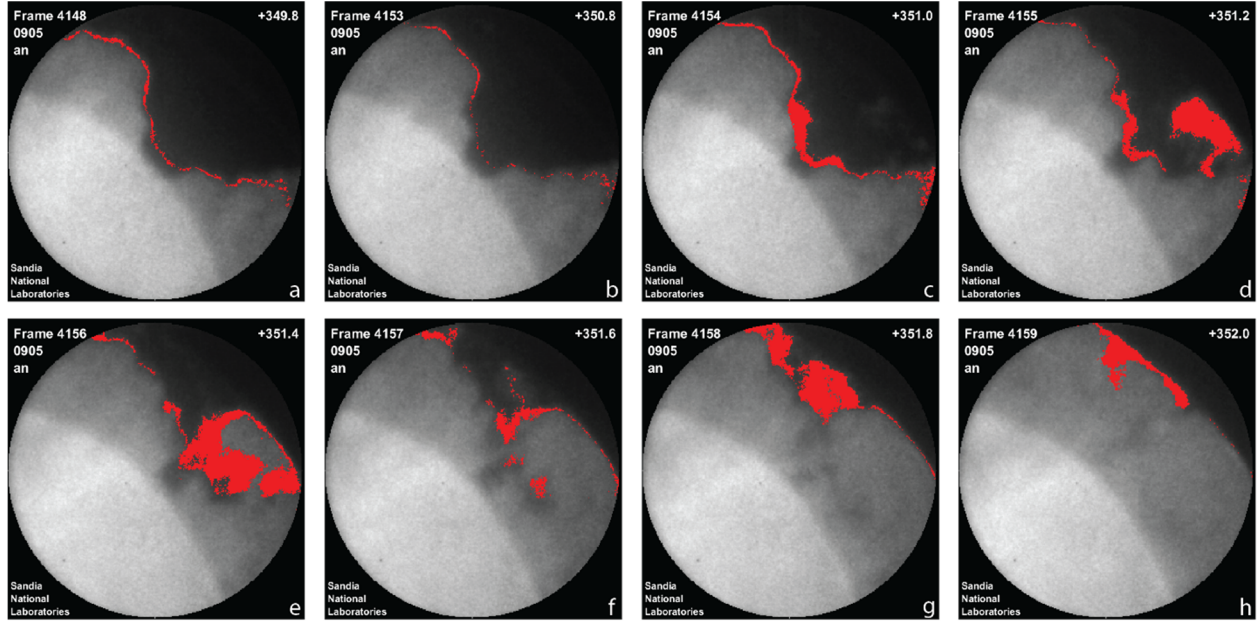 Frame 4148 +349.8
0905
an
Sandia
National
Laboratories
a
Frame 4153 +350.8
0905
an
Sandia
National
Laboratories
b
Frame 4154 +351.0
0905
an
Sandia
National
Laboratories
c
Frame 4155 +351.2
0905
an
Sandia
National
Laboratories
d
Frame 4156 +351.4
0905
an
Sandia
National
Laboratories
e
Frame 4157 +351.6
0905
an
Sandia
National
Laboratories
f
Frame 4158 +351.8
0905
an
Sandia
National
Laboratories
g
Frame 4159 +352.0
0905
an
Sandia
National
Laboratories
h